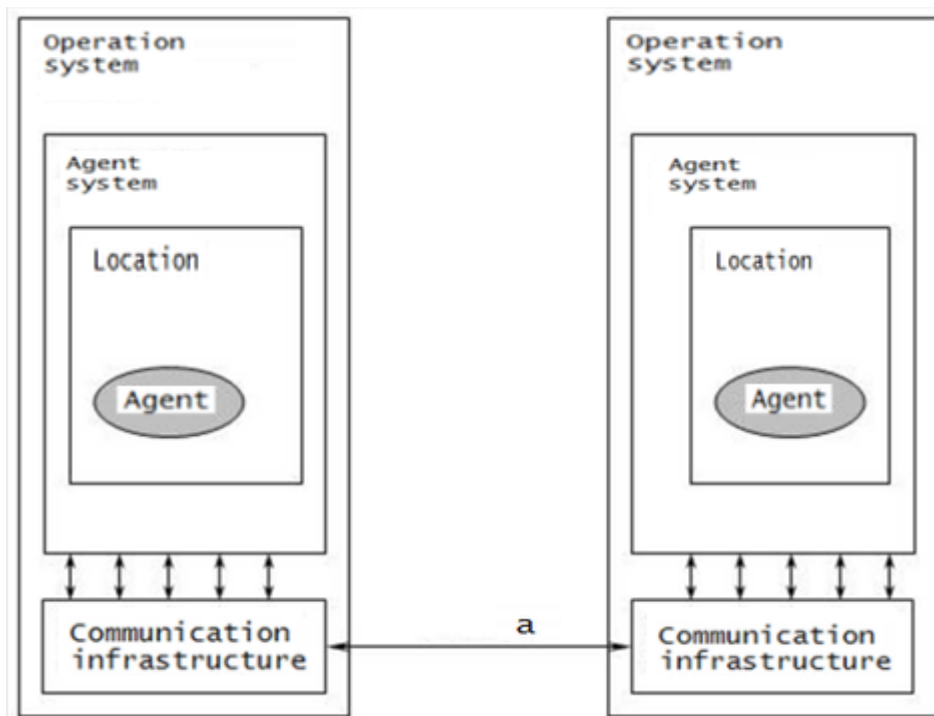 Operation
system
Agent
system
Location
Agent
Communication
infrastructure
a
Operation
system
Agent
system
Location
Agent
Communication
infrastructure